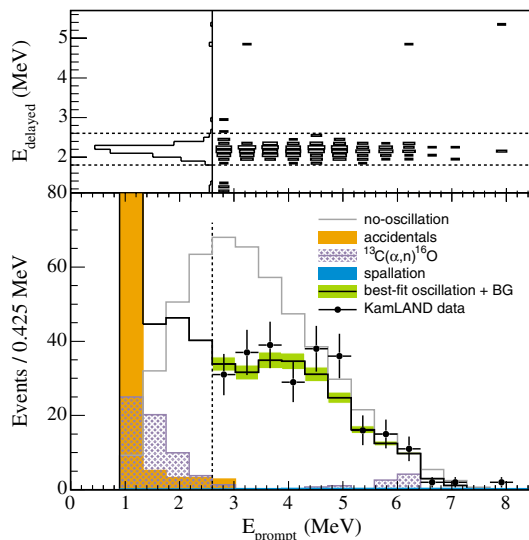 E_delayed (MeV)
5
4
3
2
80
60
40
20
0
Events / 0.425 MeV
no-oscillation
accidentals
¹³C(α,n)¹⁶O
spallation
best-fit oscillation + BG
KamLAND data
0 1 2 3 4 5 6 7 8
E_prompt (MeV)